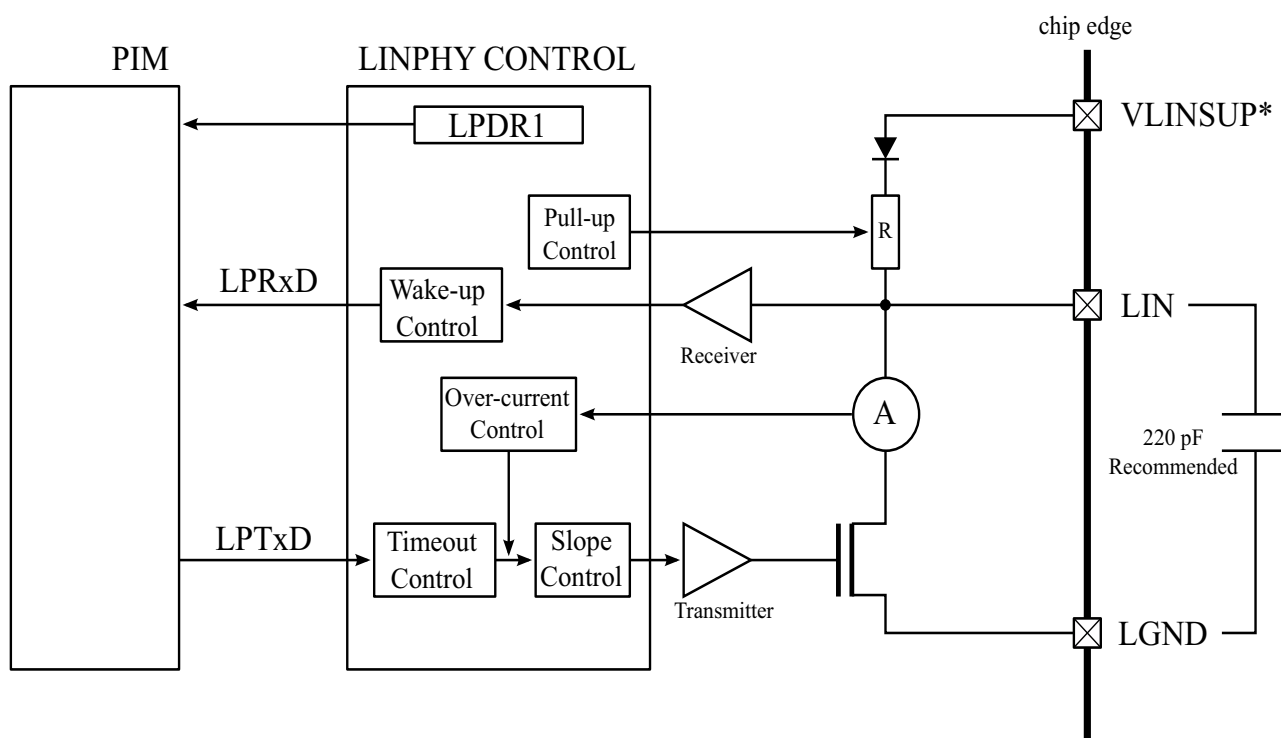 chip edge
PIM
LINPHY CONTROL
VLINSUP*
LPDR1
Pull-up
Control
R
LPRxD
Wake-up
Control
Receiver
LIN
Over-current
Control
A
220 pF
Recommended
LPTxD
Timeout
Control
Slope
Control
Transmitter
LGND